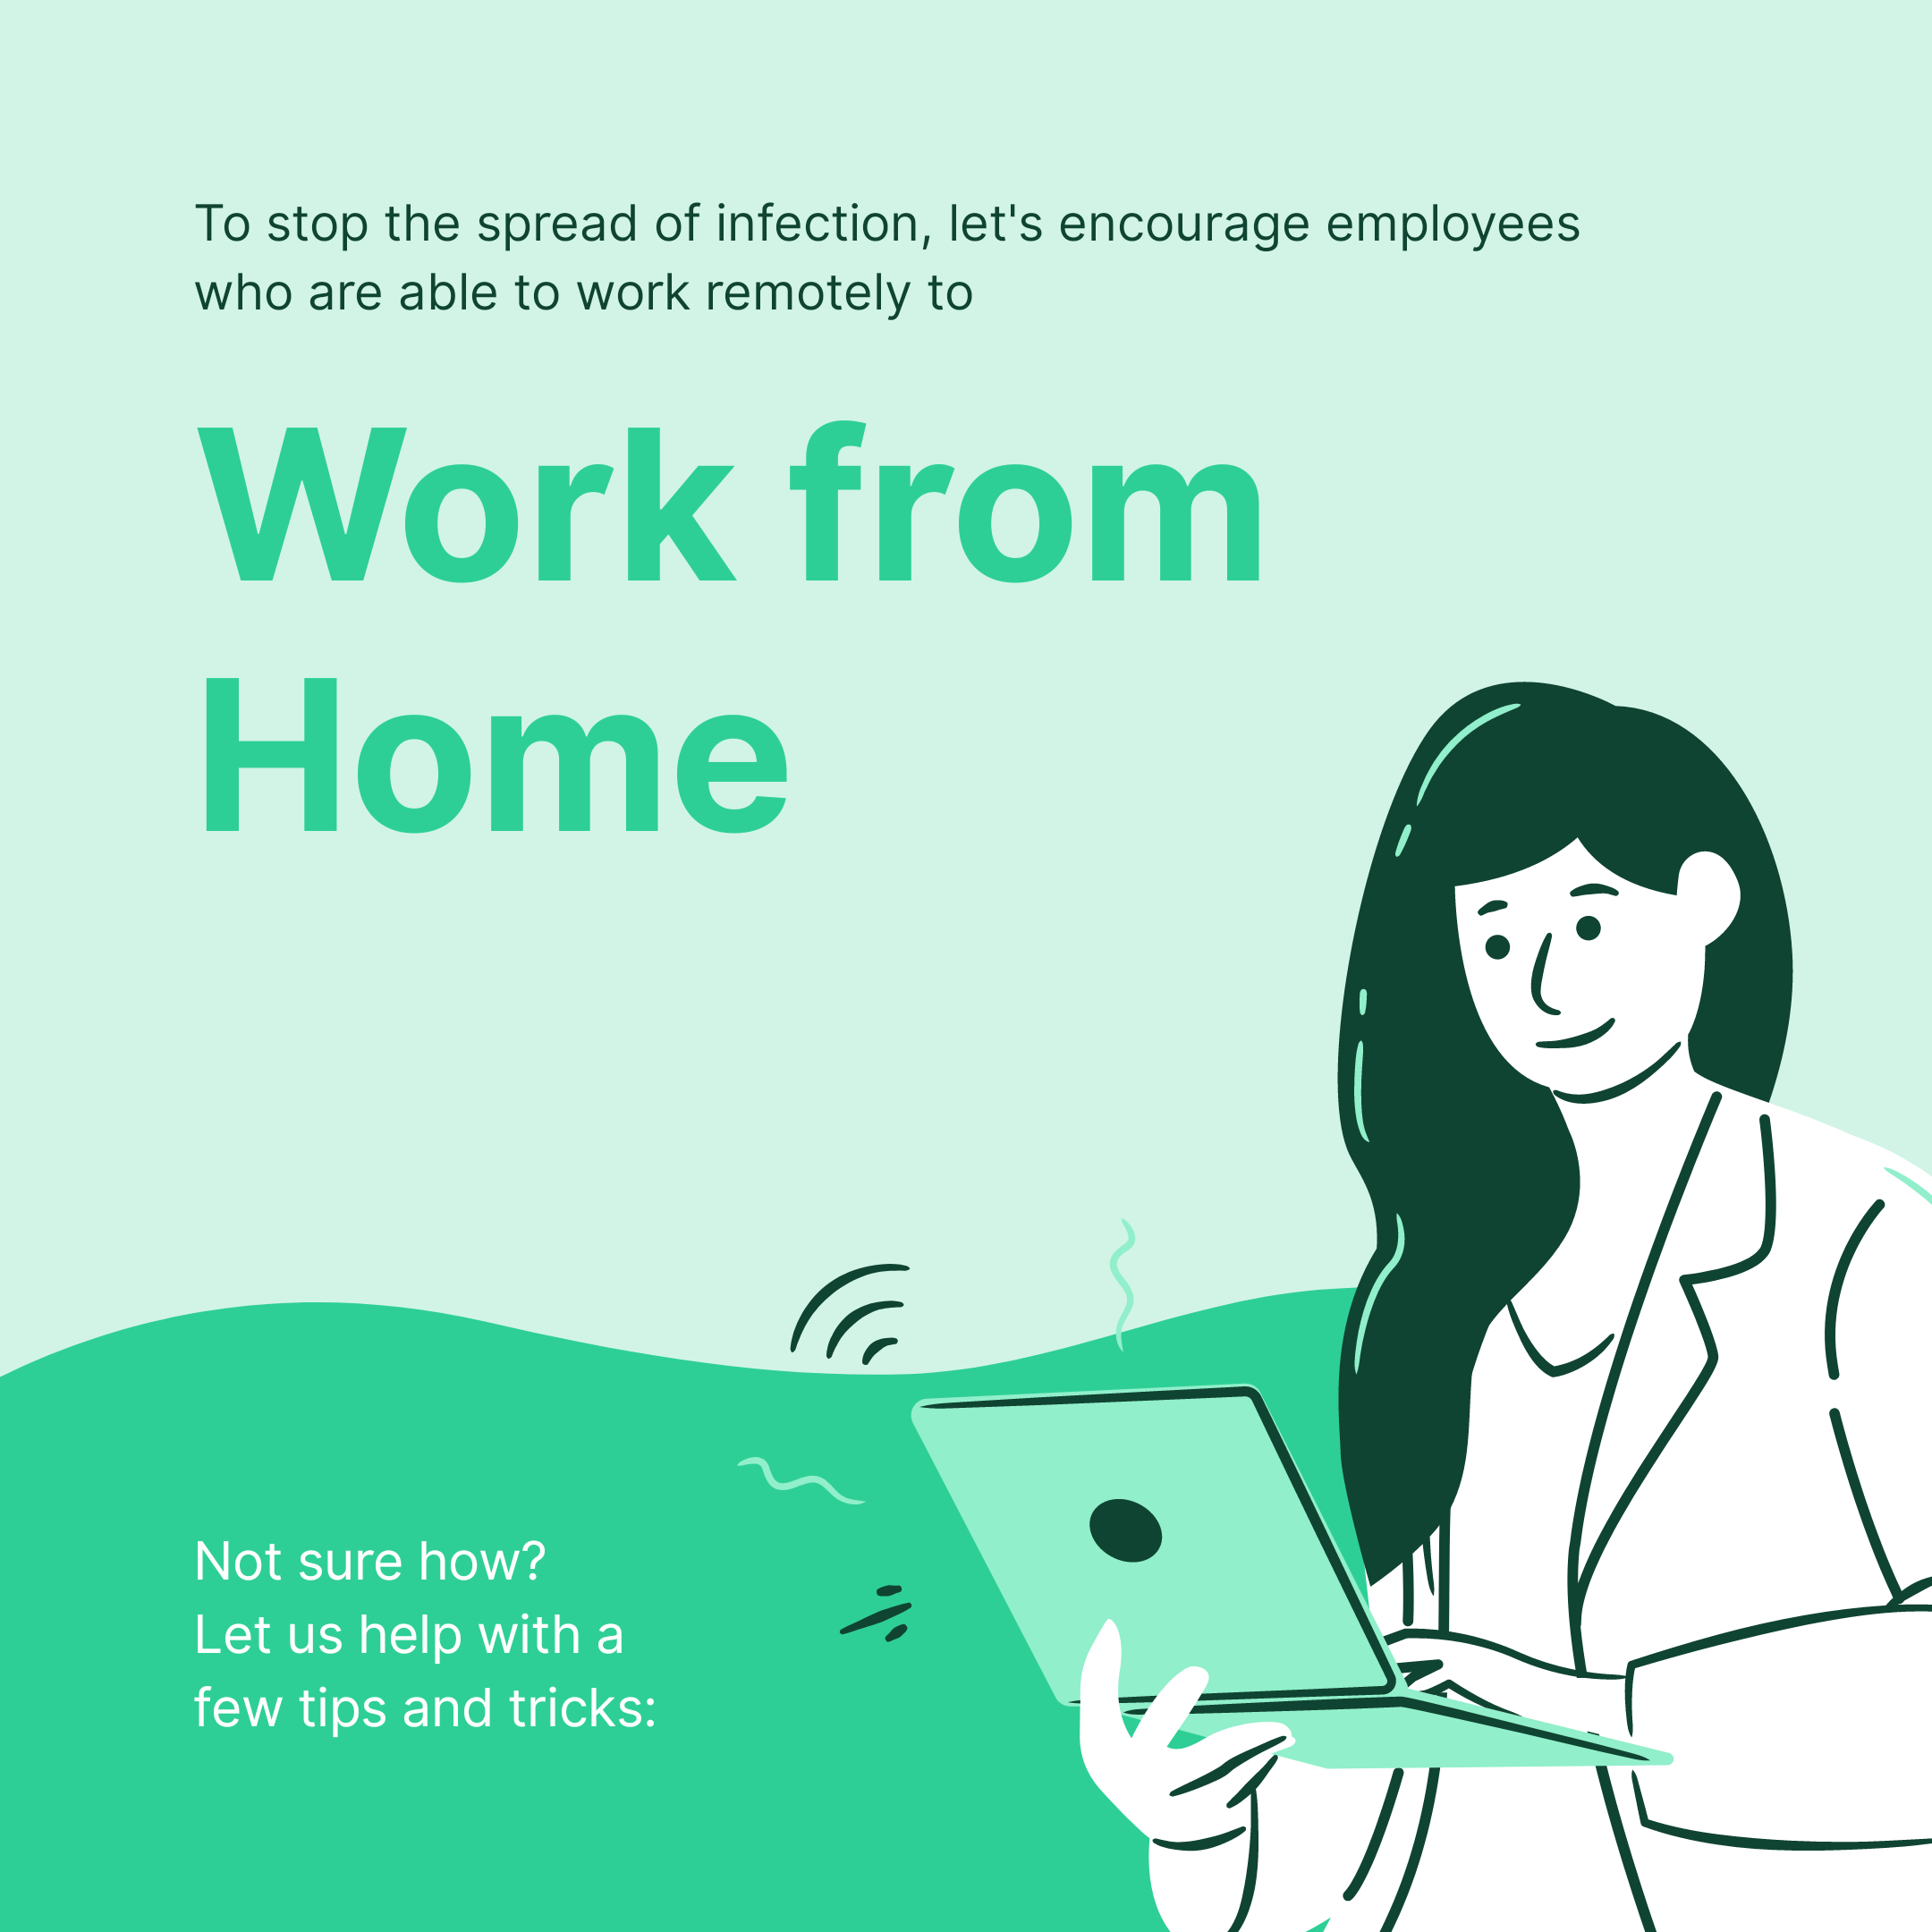 To stop the spread of infection, let's encourage employees
who are able to work remotely to
Work from
Home
Not sure how?
Let us help with a
few tips and tricks: